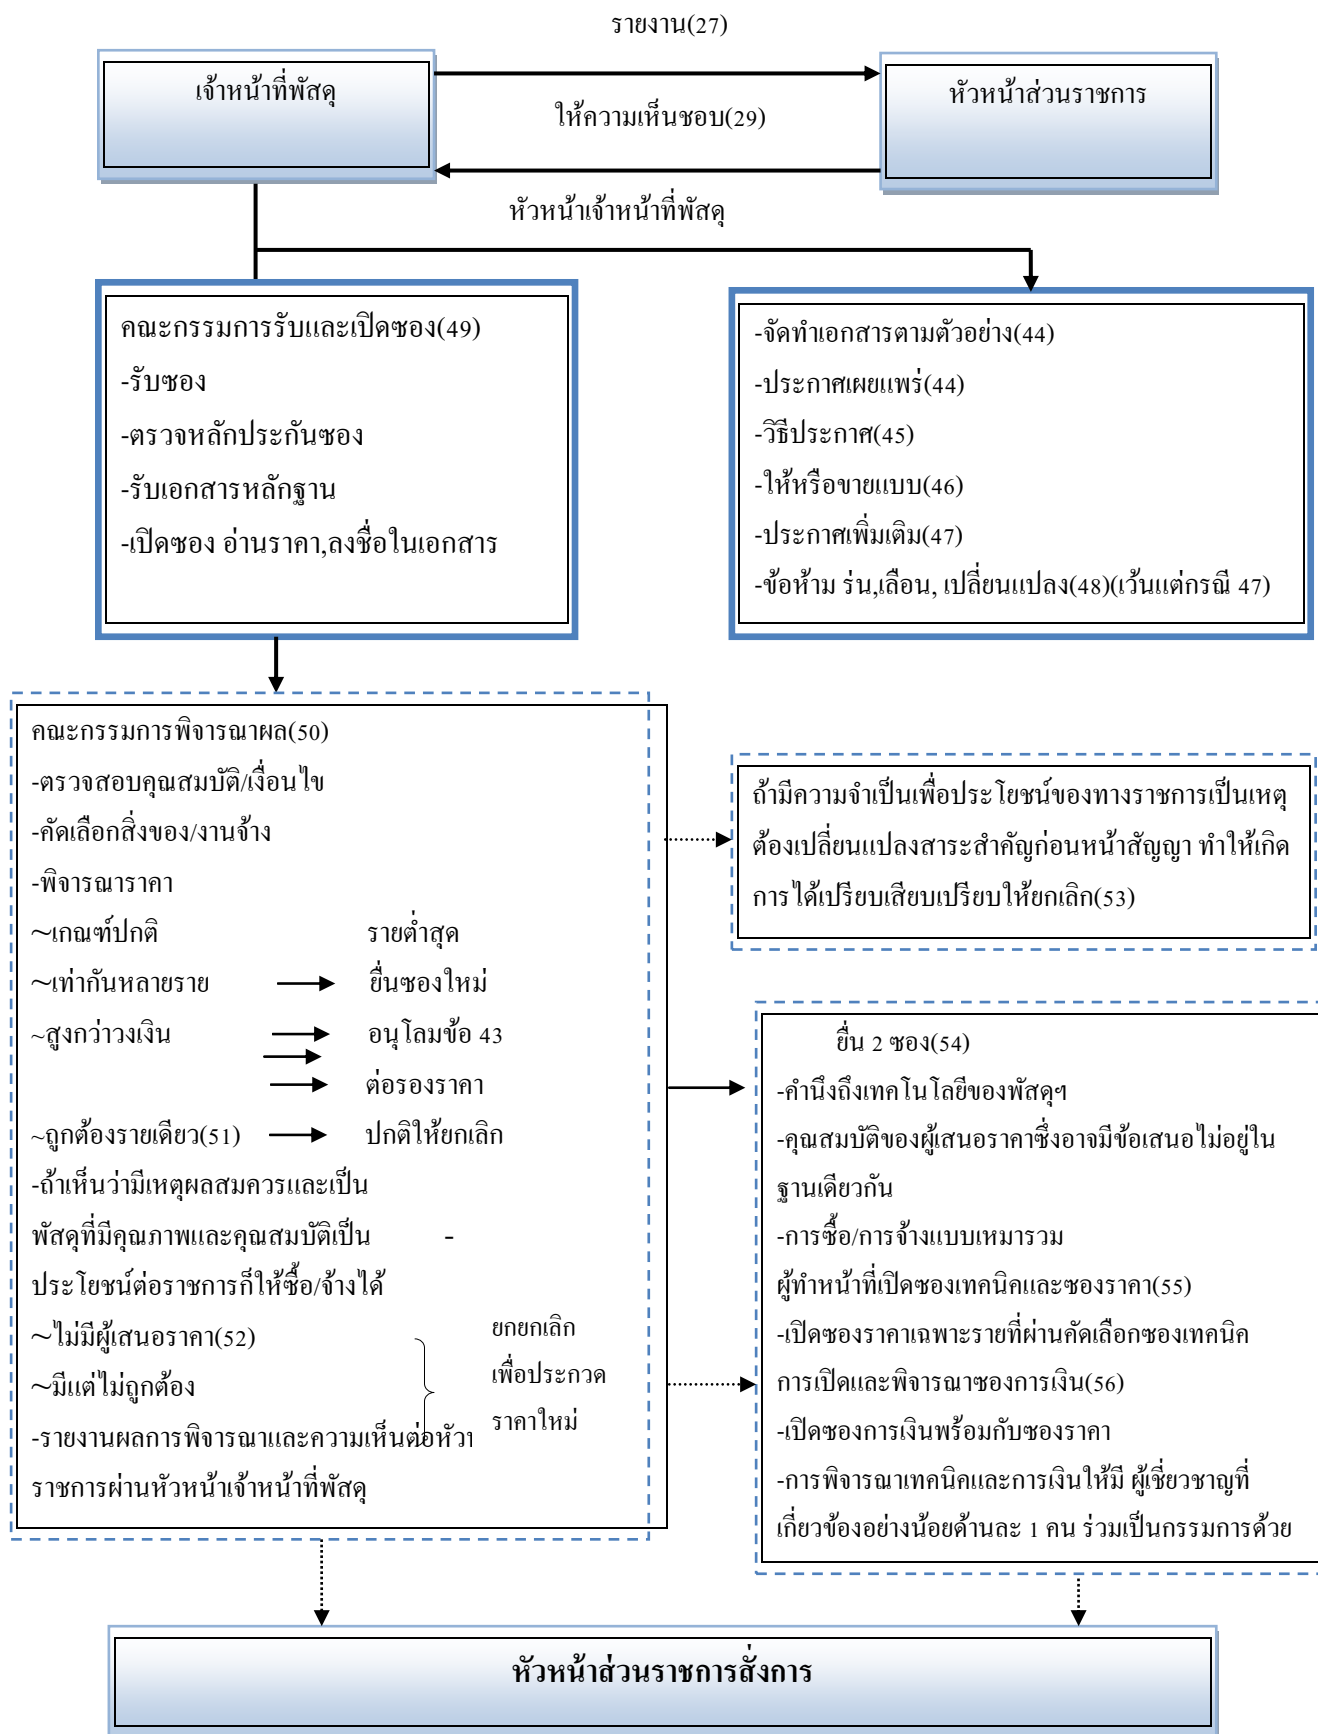 รายงาน(27)
เจ้าหน้าที่พัสดุ
หัวหน้าส่วนราชการ
ให้ความเห็นชอบ(29)
หัวหน้าเจ้าหน้าที่พัสดุ
คณะกรรมการรับและเปิดซอง(49)
-รับซอง
-ตรวจหลักประกันซอง
-รับเอกสารหลักฐาน
-เปิดซอง อ่านราคา,ลงชื่อในเอกสาร
-จัดทำเอกสารตามตัวอย่าง(44)
-ประกาศเผยแพร่(44)
-วิธีประกาศ(45)
-ให้หรือขายแบบ(46)
-ประกาศเพิ่มเติม(47)
-ข้อห้าม ร่น,เลือน, เปลี่ยนแปลง(48)(เว้นแต่กรณี 47)
คณะกรรมการพิจารณาผล(50)
-ตรวจสอบคุณสมบัติ/เงื่อนไข
-คัดเลือกสิ่งของ/งานจ้าง
-พิจารณาราคา
~เกณฑ์ปกติ รายต่ำสุด
~เท่ากันหลายราย ยื่นซองใหม่
~สูงกว่าวงเงิน อนุโลมข้อ 43
ต่อรองราคา
~ถูกต้องรายเดียว(51) ปกติให้ยกเลิก
-ถ้าเห็นว่ามีเหตุผลสมควรและเป็น
พัสดุที่มีคุณภาพและคุณสมบัติเป็น -
ประโยชน์ต่อราชการก็ให้ซื้อ/จ้างได้
~ไม่มีผู้เสนอราคา(52)
~มีแต่ไม่ถูกต้อง
ยกยกเลิก
เพื่อประกวด
ราคาใหม่
-รายงานผลการพิจารณาและความเห็นต่อหัวห
ราชการผ่านหัวหน้าเจ้าหน้าที่พัสดุ
ถ้ามีความจำเป็นเพื่อประโยชน์ของทางราชการเป็นเหตุ
ต้องเปลี่ยนแปลงสาระสำคัญก่อนหน้าสัญญา ทำให้เกิด
การได้เปรียบเสียบเปรียบให้ยกเลิก(53)
ยื่น 2 ซอง(54)
-คำนึงถึงเทคโนโลยีของพัสดุฯ
-คุณสมบัติของผู้เสนอราคาซึ่งอาจมีข้อเสนอไม่อยู่ใน
ฐานเดียวกัน
-การซื้อ/การจ้างแบบเหมารวม
ผู้ทำหน้าที่เปิดซองเทคนิคและซองราคา(55)
-เปิดซองราคาเฉพาะรายที่ผ่านคัดเลือกซองเทคนิค
การเปิดและพิจารณาซองการเงิน(56)
-เปิดซองการเงินพร้อมกับซองราคา
-การพิจารณาเทคนิคและการเงินให้มี ผู้เชี่ยวชาญที่
เกี่ยวข้องอย่างน้อยด้านละ 1 คน ร่วมเป็นกรรมการด้วย
หัวหน้าส่วนราชการสั่งการ